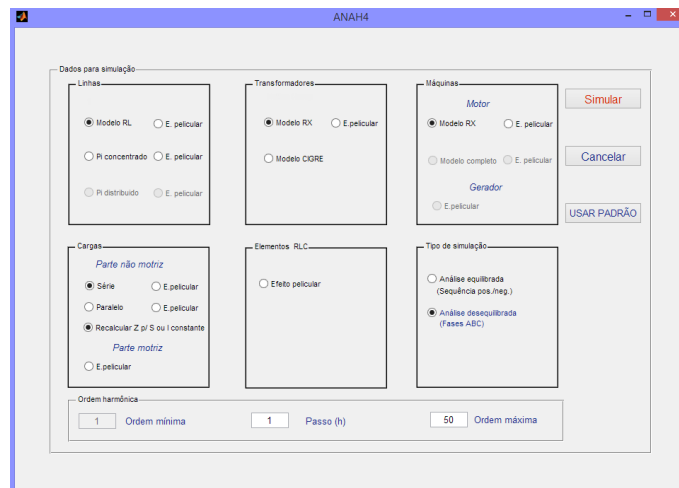 ANAH4
Dados para simulação
Linhas
Modelo RL E. pelicular
Pi concentrado E. pelicular
Pi distribuido E. pelicular
Transformadores
Modelo RX E.pelicular
Modelo CIGRE
Máquinas
Motor
Modelo RX E. pelicular
Modelo completo E. pelicular
Gerador
E.pelicular
Simular
Cancelar
USAR PADRÃO
Cargas
Parte não motriz
Série E.pelicular
Paralelo E.pelicular
Recalcular Z p/ S ou I constante
Parte motriz
E.pelicular
Elementos RLC
Efeito pelicular
Tipo de simulação
Análise equilibrada
(Sequência pos./neg.)
Análise desequilibrada
(Fases ABC)
Ordem harmônica
1 Ordem mínima 1 Passo (h) 50 Ordem máxima